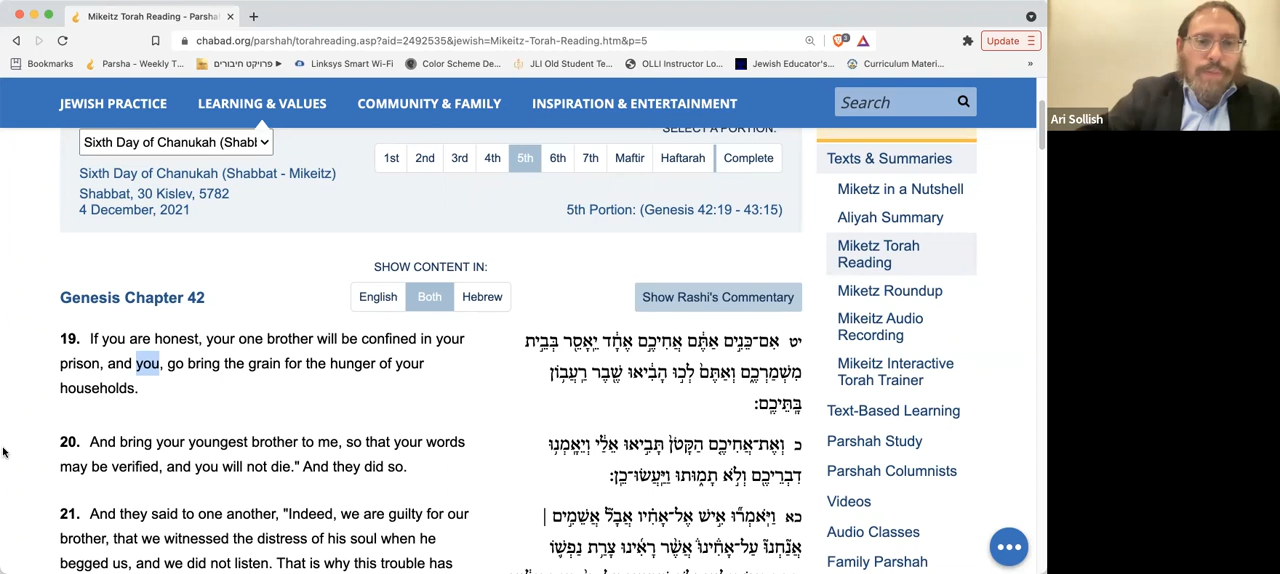 Mikeitz Torah Reading - Parsha
chabad.org/parshah/torahreading.asp?aid=2492535&jewish=Mikeitz-Torah-Reading.htm&p=5
Update
Bookmarks
Parsha - Weekly T...
פרויקט חיבורים
Linksys Smart Wi-Fi
Color Scheme De...
JLI Old Student Te...
OLLI Instructor Lo...
Jewish Educator's...
Curriculum Materi...
»
JEWISH PRACTICE
LEARNING & VALUES
COMMUNITY & FAMILY
INSPIRATION & ENTERTAINMENT
Search
Ari Sollish
Sixth Day of Chanukah (Shabl
SELECT A PORTION:
1st 2nd 3rd 4th 5th 6th 7th Maftir Haftarah Complete
Sixth Day of Chanukah (Shabbat - Mikeitz)
Shabbat, 30 Kislev, 5782
4 December, 2021
5th Portion: (Genesis 42:19 - 43:15)
SHOW CONTENT IN:
Genesis Chapter 42
English Both Hebrew
Show Rashi's Commentary
19. If you are honest, your one brother will be confined in your
prison, and you, go bring the grain for the hunger of your
households.
יט אִם־כֵּנִ֣ים אַתֶּ֔ם אֲחִיכֶ֣ם אֶחָ֔ד יֵֽאָסֵ֖ר בְּבֵ֣ית
מִשְׁמַרְכֶ֑ם וְאַתֶּם֙ לְכ֣וּ הָבִ֔יאוּ שֶׁ֖בֶר רַֽעֲב֥וֹן
בָּֽתֵּיכֶֽם:
20. And bring your youngest brother to me, so that your words
may be verified, and you will not die." And they did so.
כ וְאֶת־אֲחִיכֶ֤ם הַקָּטֹן֙ תָּבִ֣יאוּ אֵלַ֔י וְיֵאָֽמְנ֥וּ
דִבְרֵיכֶ֖ם וְלֹ֣א תָמ֑וּתוּ וַיַּֽעֲשׂוּ־כֵֽן:
21. And they said to one another, "Indeed, we are guilty for our
brother, that we witnessed the distress of his soul when he
begged us, and we did not listen. That is why this trouble has
כא וַיֹּֽאמְר֞וּ אִ֣ישׁ אֶל־אָחִ֗יו אֲבָל֘ אֲשֵׁמִ֣ים |
אֲנַ֘חְנוּ֘ עַל־אָחִ֒ינוּ֒ אֲשֶׁ֨ר רָאִ֜ינוּ צָרַ֥ת נַפְשׁ֛וֹ
Texts & Summaries
Miketz in a Nutshell
Aliyah Summary
Miketz Torah
Reading
Miketz Roundup
Miketz Audio
Recording
Miketz Interactive
Torah Trainer
Text-Based Learning
Parshah Study
Parshah Columnists
Videos
Audio Classes
Family Parshah